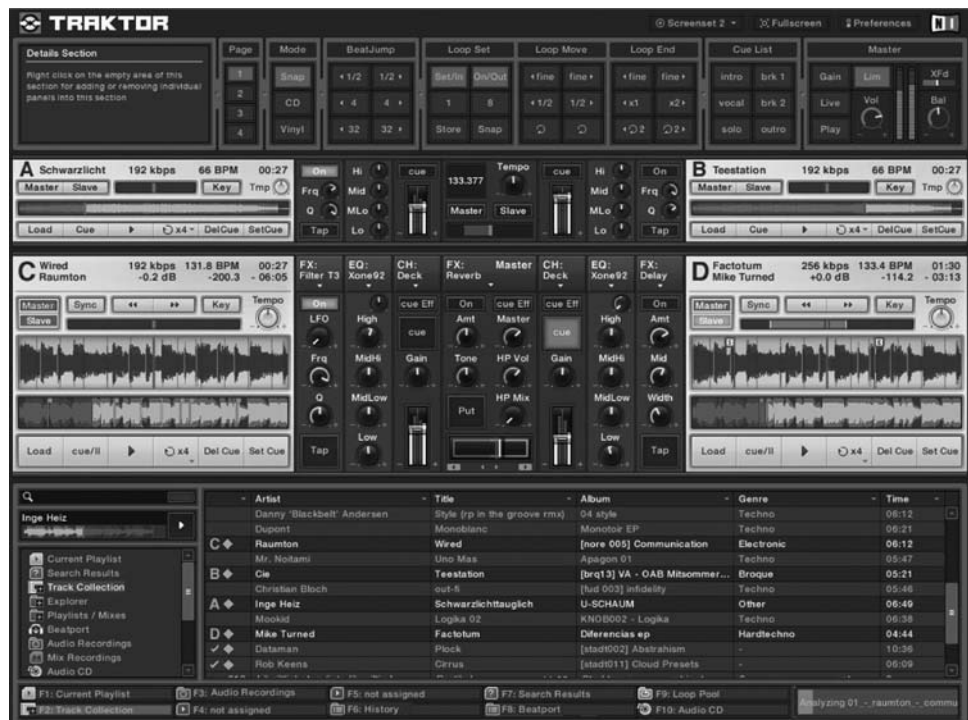 TRAKTOR
Screenset 2
Fullscreen
Preferences
Details Section
Right click on the empty area of this
section for adding or removing individual
panels into this section
Page
1
2
3
4
Mode
Snap
CD
Vinyl
BeatJump
1/2 1/2
4 4
32 32
Loop Set
Set/In On/Out
1 8
Store Snap
Loop Move
fine fine
1/2 1/2
Loop End
fine fine
x1 x2
2 2
Cue List
intro brk 1
vocal brk 2
solo outro
Master
Gain Lim XFd
Live Vol Bal
Play
A Schwarzlicht 192 kbps 66 BPM 00:27
Master Slave Key Tmp
Load Cue x4 DelCue SetCue
On Hi cue
Frq Mid
Q MLo
Tap Lo
133.377 Tempo
Master Slave
cue Hi On
Mid Frq
MLo Q
Lo Tap
B Teestation 192 kbps 66 BPM 00:27
Master Slave Key Tmp
Load Cue x4 DelCue SetCue
C Wired 192 kbps 131.8 BPM 00:27
Raumton -0.2 dB -200.3 - 06:05
Master Sync Key Tempo
Slave
Load cue/II x4 Del Cue Set Cue
FX: EQ: CH: FX: Master CH: EQ: FX:
Filter T3 Xone92 Deck Reverb Deck Xone92 Delay
On cue Eff On cue Eff cue Eff On
LFO High cue Amt Master cue High Amt
Frq MidHi Gain Tone HP Vol Gain MidHi Mid
Q MidLow Put HP Mix MidLow Width
Tap Low Low Tap
D Factotum 256 kbps 133.4 BPM 01:30
Mike Turned +0.0 dB -114.2 - 03:13
Master Sync Key Tempo
Slave
Load cue/II x4 Del Cue Set Cue
Inge Heiz
Current Playlist
Search Results
Track Collection
Explorer
Playlists / Mixes
Beatport
Audio Recordings
Mix Recordings
Audio CD
Artist Title Album Genre Time
Danny 'Blackbelt' Andersen Style (rp in the groove rmx) 04 style Techno 06:12
Dupont Monoblanc Monotoir EP Techno 06:21
C Raumton Wired [nore 005] Communication Electronic 06:12
Mr. Noitami Uno Mas Apagon 01 Techno 05:47
B Cie Teestation [brq13] VA - OAB Mitsommer... Broque 05:21
Christian Bloch out-fi [fud 003] infidelity Techno 05:46
A Inge Heiz Schwarzlichttauglich U-SCHAUM Other 06:49
Mookid Logika 02 KNOB002 - Logika Techno 06:38
D Mike Turned Factotum Diferencias ep Hardtechno 04:44
Dataman Plock [stadt002] Abstrahism - 10:36
Rob Keens Cirrus [stadt011] Cloud Presets - 06:09
F1: Current Playlist F3: Audio Recordings F5: not assigned F7: Search Results F9: Loop Pool
F2: Track Collection F4: not assigned F6: History F8: Beatport F10: Audio CD
Analyzing 01_-_raumton_-_commu